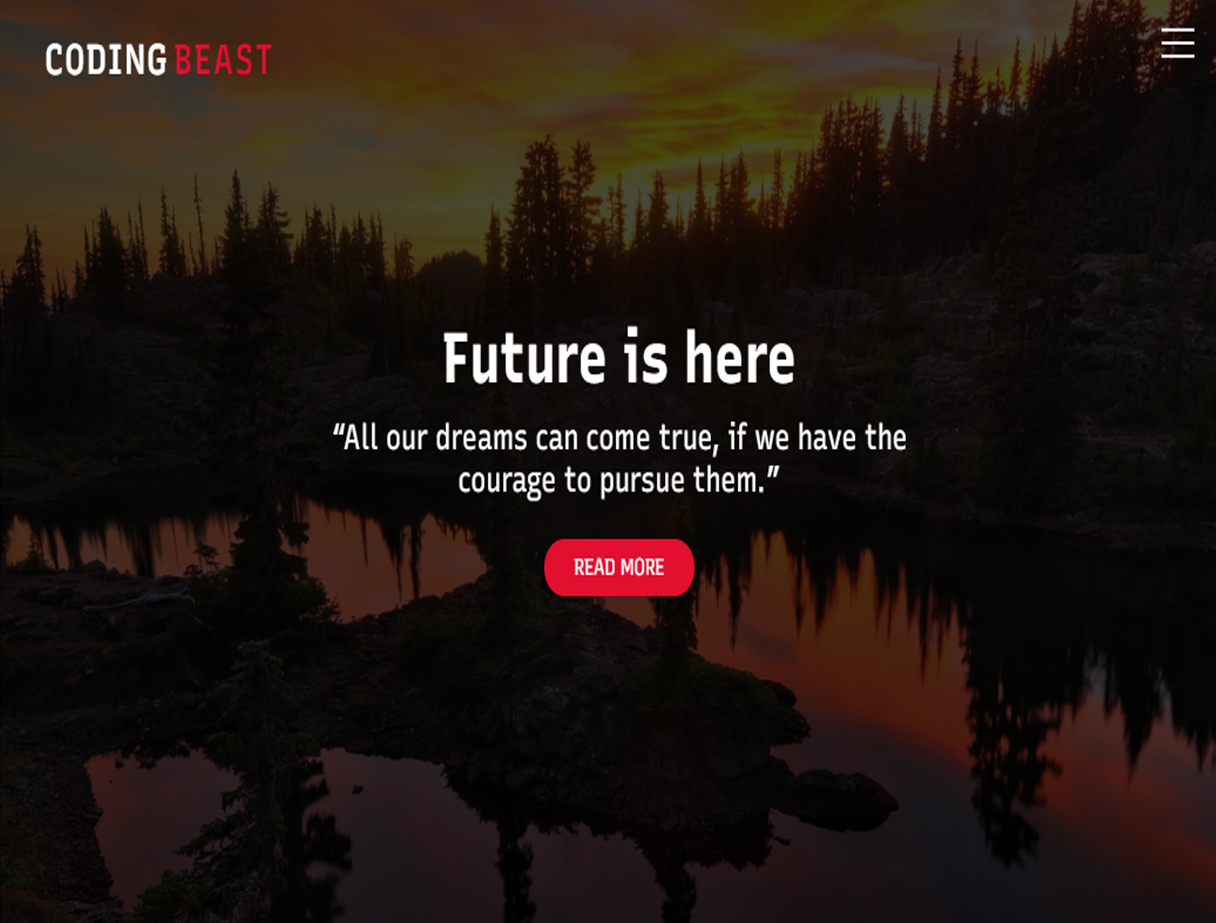 CODING BEAST
Future is here
“All our dreams can come true, if we have the
courage to pursue them.”
READ MORE